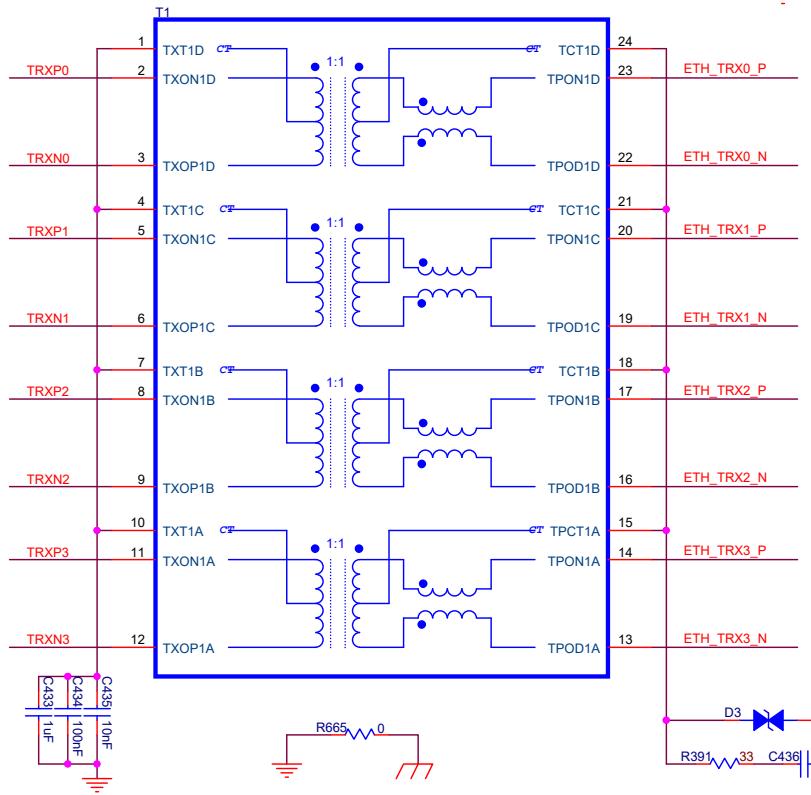 T1
1 TXT1D CT CT TCT1D 24
TRXP0 2 TXON1D 1:1 TPON1D 23 ETH_TRX0_P
TRXN0 3 TXOP1D TPOD1D 22 ETH_TRX0_N
4 TXT1C CT CT TCT1C 21
TRXP1 5 TXON1C 1:1 TPON1C 20 ETH_TRX1_P
TRXN1 6 TXOP1C TPOD1C 19 ETH_TRX1_N
7 TXT1B CT CT TCT1B 18
TRXP2 8 TXON1B 1:1 TPON1B 17 ETH_TRX2_P
TRXN2 9 TXOP1B TPOD1B 16 ETH_TRX2_N
10 TXT1A CT CT TPCT1A 15
TRXP3 11 TXON1A 1:1 TPON1A 14 ETH_TRX3_P
TRXN3 12 TXOP1A TPOD1A 13 ETH_TRX3_N
C433 1uF
C434 100nF
C435 10nF
R665 0
D3
R391 33 C436